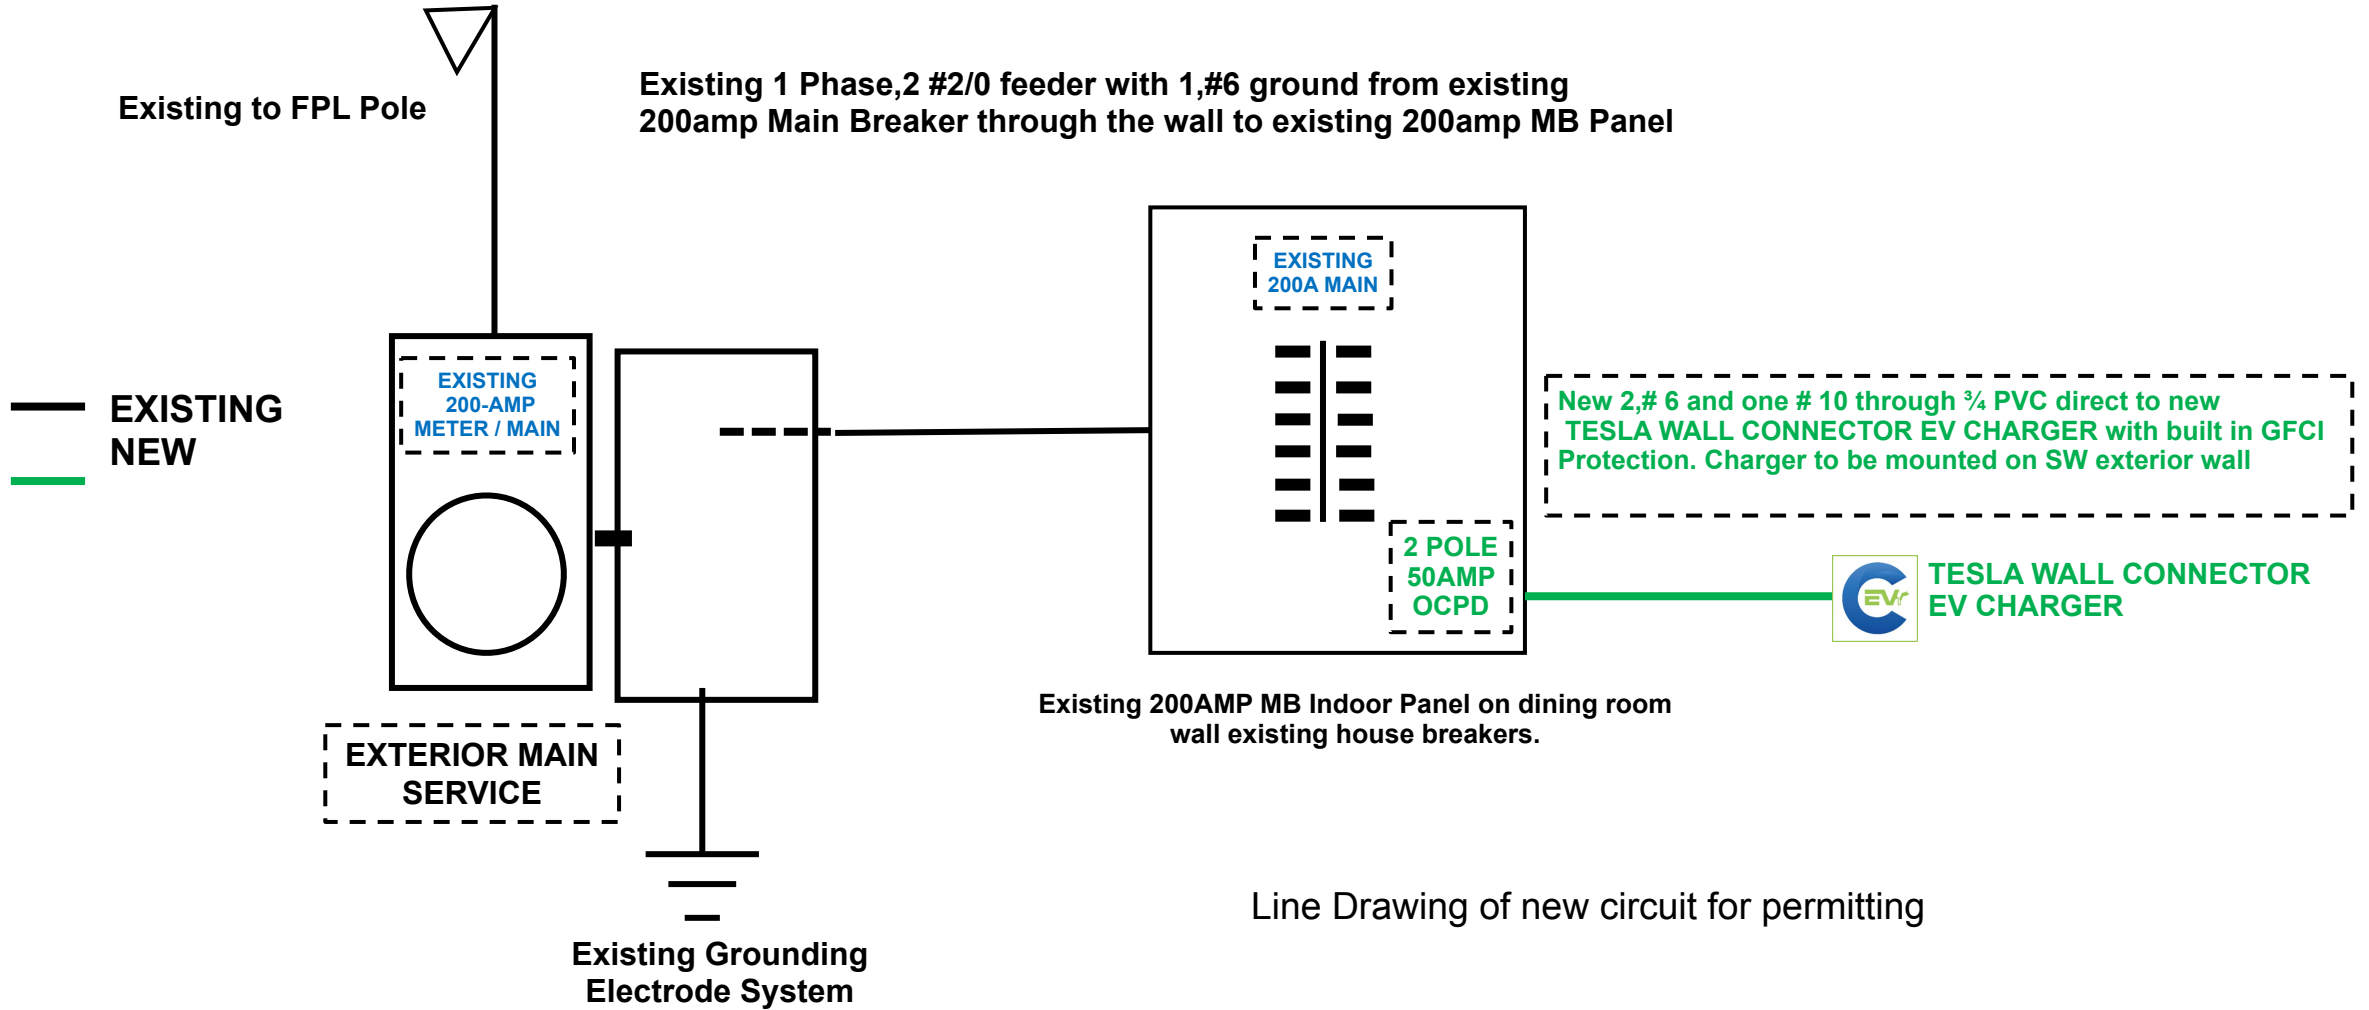 Existing to FPL Pole
Existing 1 Phase,2 #2/0 feeder with 1,#6 ground from existing
200amp Main Breaker through the wall to existing 200amp MB Panel
EXISTING
200A MAIN
EXISTING
200-AMP
METER / MAIN
EXISTING
NEW
New 2,# 6 and one # 10 through ¾ PVC direct to new
TESLA WALL CONNECTOR EV CHARGER with built in GFCI
Protection. Charger to be mounted on SW exterior wall
2 POLE
50AMP
OCPD
EVr
TESLA WALL CONNECTOR
EV CHARGER
Existing 200AMP MB Indoor Panel on dining room
wall existing house breakers.
EXTERIOR MAIN
SERVICE
Line Drawing of new circuit for permitting
Existing Grounding
Electrode System